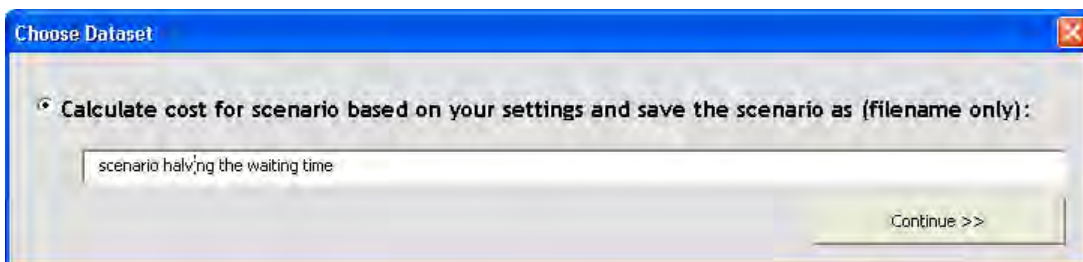 Choose Dataset
Calculate cost for scenario based on your settings and save the scenario as (filename only):
scenario halving the waiting time
Continue >>